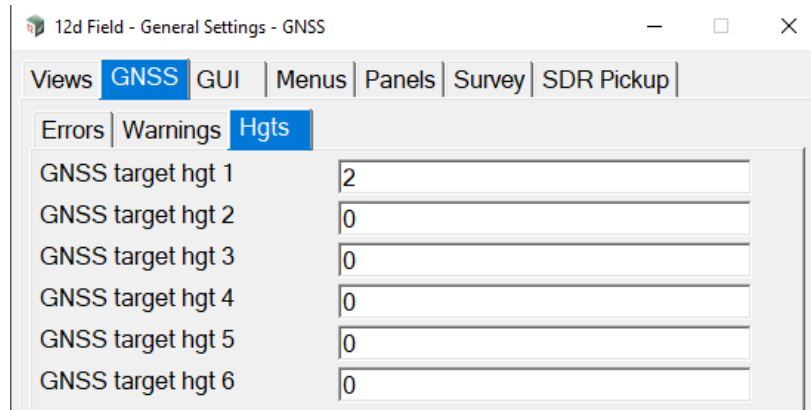 12d Field - General Settings - GNSS
Views GNSS GUI Menus Panels Survey SDR Pickup
Errors Warnings Hgts
GNSS target hgt 1 2
GNSS target hgt 2 0
GNSS target hgt 3 0
GNSS target hgt 4 0
GNSS target hgt 5 0
GNSS target hgt 6 0